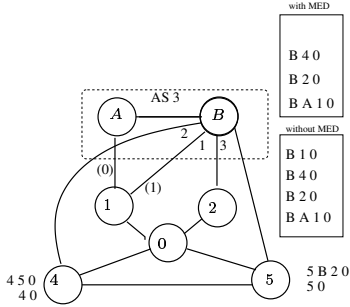 with MED
B 4 0
B 2 0
B A 1 0
without MED
B 1 0
B 4 0
B 2 0
B A 1 0
AS 3
A
B
2
1
3
(0)
(1)
1
2
0
4
5
4 5 0
4 0
5 B 2 0
5 0